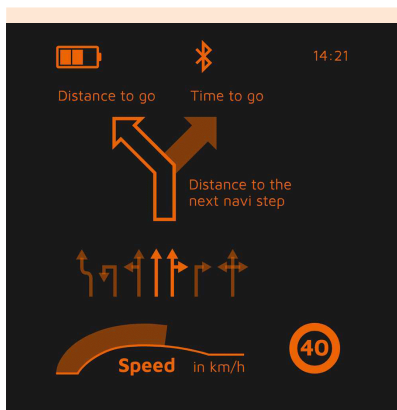 14:21
Distance to go
Time to go
Distance to the
next navi step
Speed in km/h
40